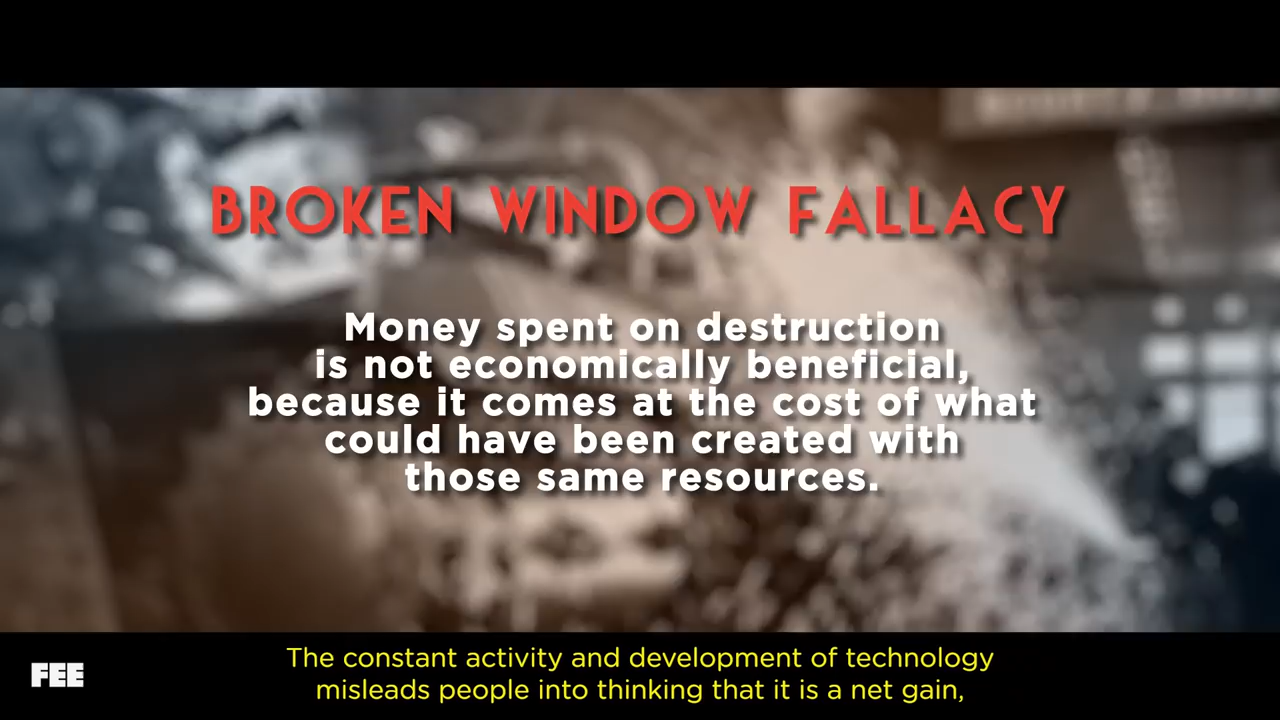 BROKEN WINDOW FALLACY
Money spent on destruction
is not economically beneficial,
because it comes at the cost of what
could have been created with
those same resources.
FEE
The constant activity and development of technology
misleads people into thinking that it is a net gain,